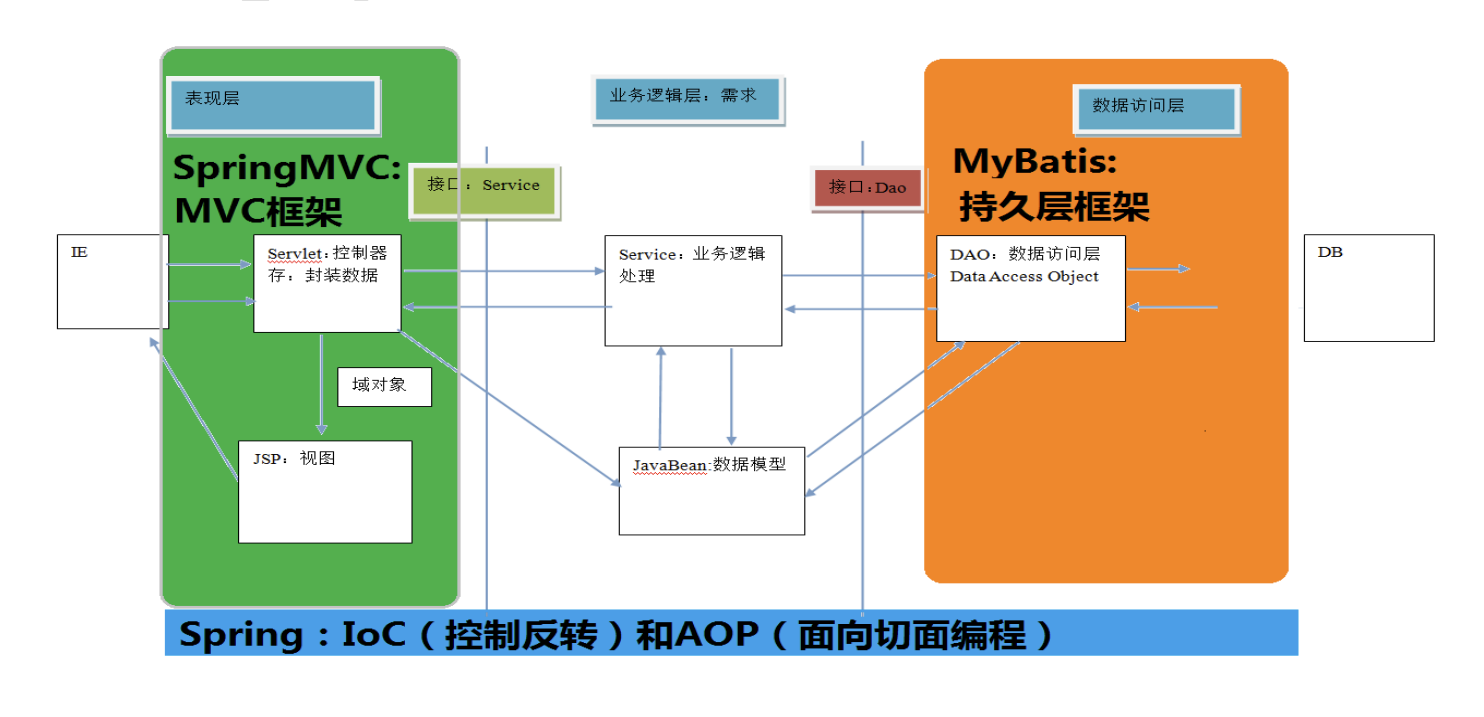 表现层
业务逻辑层：需求
数据访问层
SpringMVC:
MVC框架
接口：Service
接口:Dao
MyBatis:
持久层框架
IE
Servlet：控制器
存：封装数据
Service：业务逻辑
处理
DAO：数据访问层
Data Access Object
DB
域对象
JSP：视图
JavaBean:数据模型
Spring：IoC（控制反转）和AOP（面向切面编程）